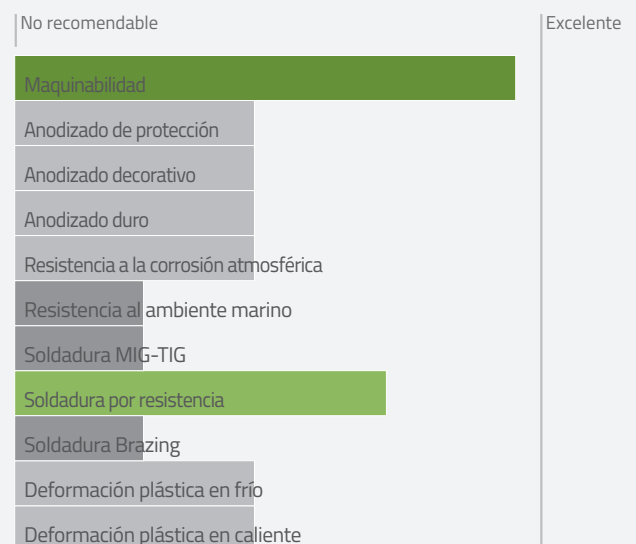 No recomendable
Excelente
Maquinabilidad
Anodizado de protección
Anodizado decorativo
Anodizado duro
Resistencia a la corrosión atmosférica
Resistencia al ambiente marino
Soldadura MIG-TIG
Soldadura por resistencia
Soldadura Brazing
Deformación plástica en frío
Deformación plástica en caliente